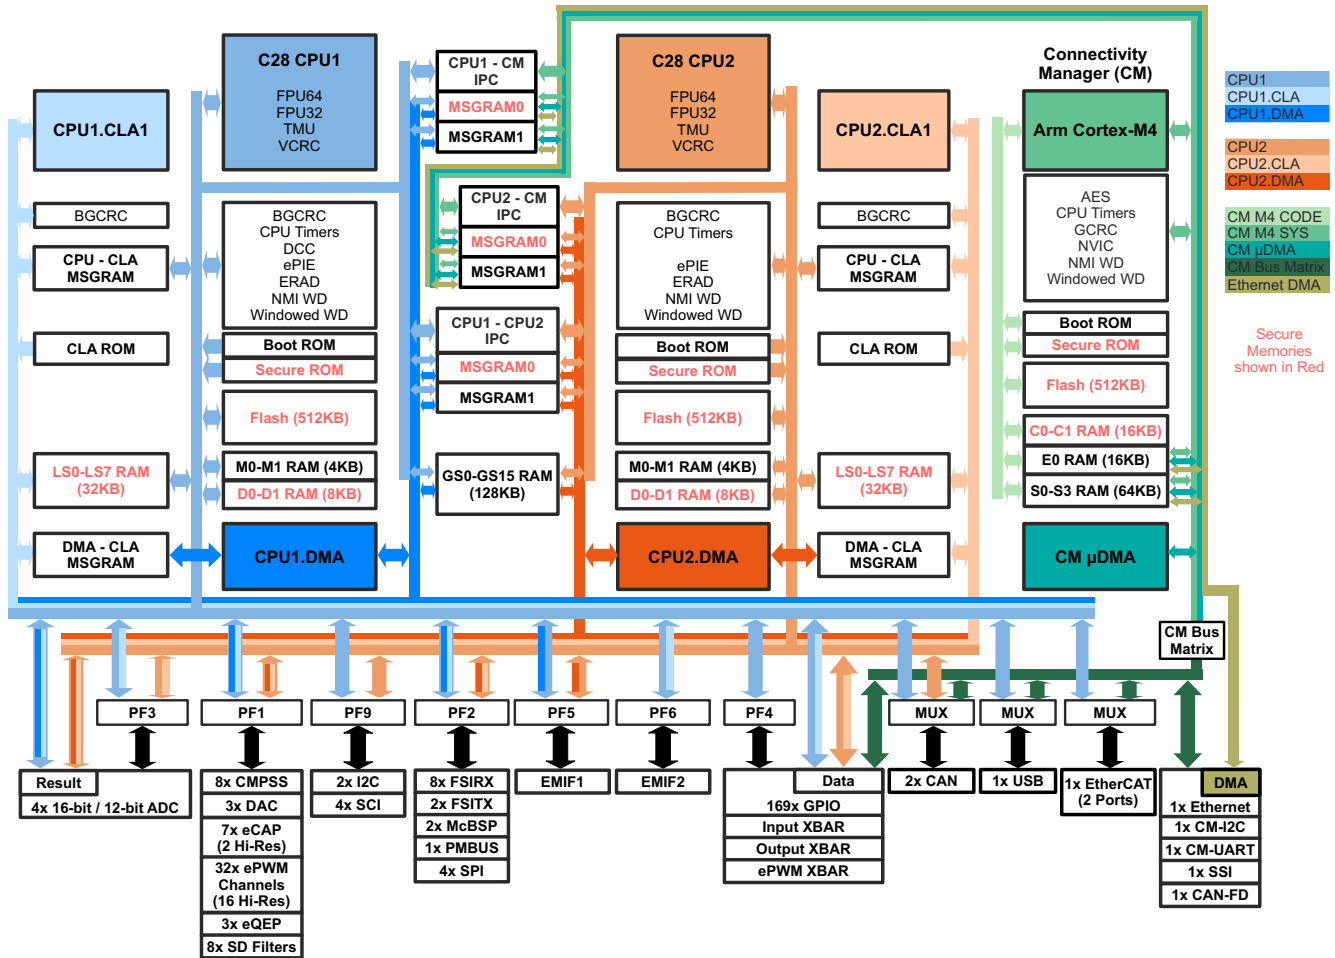 C28 CPU1
FPU64
FPU32
TMU
VCRC
CPU1 - CM
IPC
MSGRAM0
MSGRAM1
C28 CPU2
FPU64
FPU32
TMU
VCRC
Connectivity
Manager (CM)
CPU1.CLA1
CPU2.CLA1
Arm Cortex-M4
CPU1
CPU1.CLA
CPU1.DMA
CPU2
CPU2.CLA
CPU2.DMA
CM M4 CODE
CM M4 SYS
CM µDMA
CM Bus Matrix
Ethernet DMA
Secure
Memories
shown in Red
BGCRC
CPU - CLA
MSGRAM
CLA ROM
LS0-LS7 RAM
(32KB)
DMA - CLA
MSGRAM
BGCRC
CPU Timers
DCC
ePIE
ERAD
NMI WD
Windowed WD
Boot ROM
Secure ROM
Flash (512KB)
M0-M1 RAM (4KB)
D0-D1 RAM (8KB)
CPU1.DMA
CPU2 - CM
IPC
MSGRAM0
MSGRAM1
CPU1 - CPU2
IPC
MSGRAM0
MSGRAM1
GS0-GS15 RAM
(128KB)
BGCRC
CPU Timers
ePIE
ERAD
NMI WD
Windowed WD
Boot ROM
Secure ROM
Flash (512KB)
M0-M1 RAM (4KB)
D0-D1 RAM (8KB)
CPU2.DMA
BGCRC
CPU - CLA
MSGRAM
CLA ROM
LS0-LS7 RAM
(32KB)
DMA - CLA
MSGRAM
AES
CPU Timers
GCRC
NVIC
NMI WD
Windowed WD
Boot ROM
Secure ROM
Flash (512KB)
C0-C1 RAM (16KB)
E0 RAM (16KB)
S0-S3 RAM (64KB)
CM µDMA
CM Bus
Matrix
PF3
PF1
PF9
PF2
PF5
PF6
PF4
MUX
MUX
MUX
Result
4x 16-bit / 12-bit ADC
8x CMPSS
3x DAC
7x eCAP
(2 Hi-Res)
32x ePWM
Channels
(16 Hi-Res)
3x eQEP
8x SD Filters
2x I2C
4x SCI
8x FSIRX
2x FSITX
2x McBSP
1x PMBUS
4x SPI
EMIF1
EMIF2
Data
169x GPIO
Input XBAR
Output XBAR
ePWM XBAR
2x CAN
1x USB
1x EtherCAT
(2 Ports)
DMA
1x Ethernet
1x CM-I2C
1x CM-UART
1x SSI
1x CAN-FD